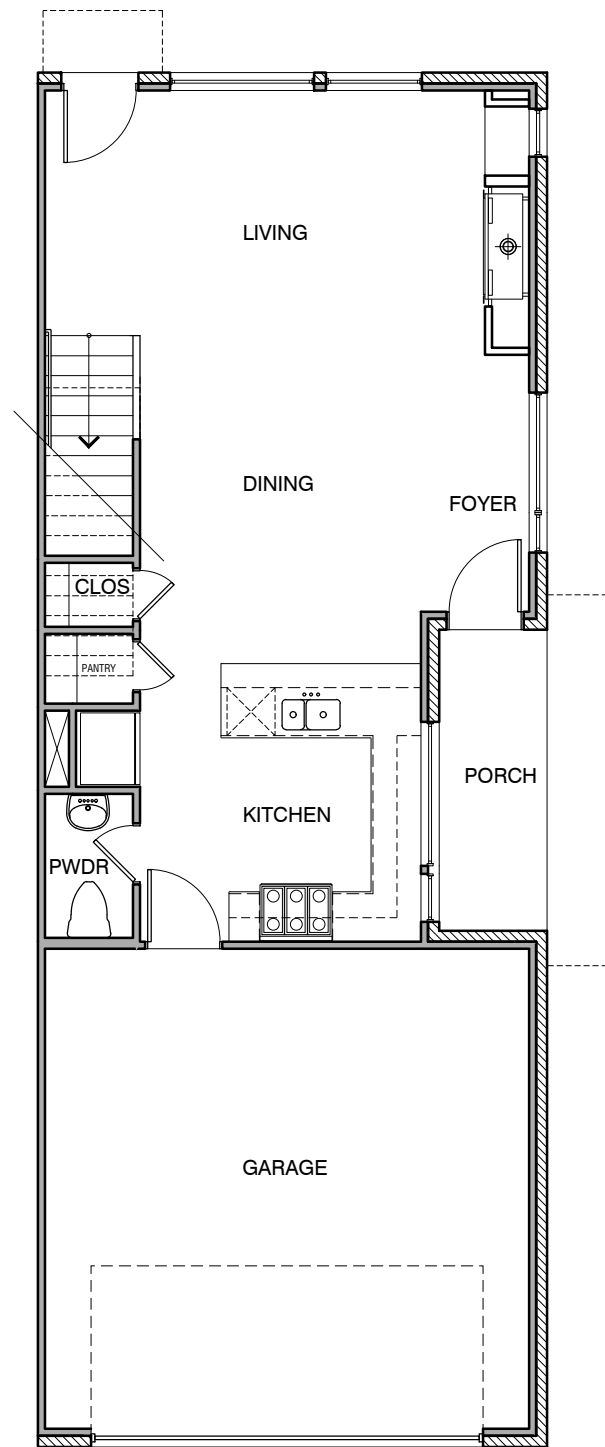 LIVING
DINING
FOYER
CLOS
PANTRY
PORCH
KITCHEN
PWDR
GARAGE